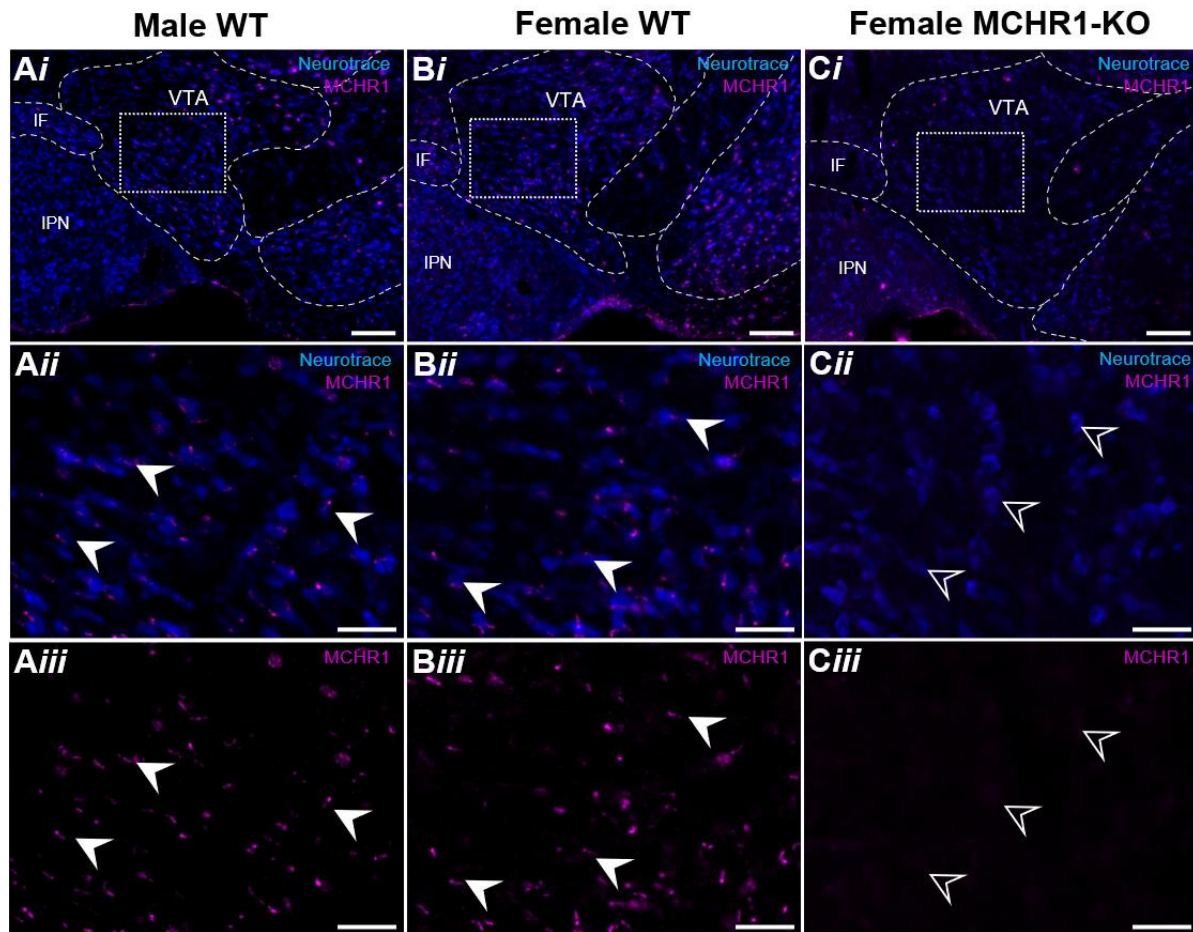 Male WT
Female WT
Female MCHR1-KO
Ai
Neurotrace
MCHR1
VTA
IF
IPN
Bi
Neurotrace
MCHR1
VTA
IF
IPN
Ci
Neurotrace
MCHR1
VTA
IF
IPN
Aii
Neurotrace
MCHR1
Bii
Neurotrace
MCHR1
Cii
Neurotrace
MCHR1
Aiii
MCHR1
Biii
MCHR1
Ciii
MCHR1